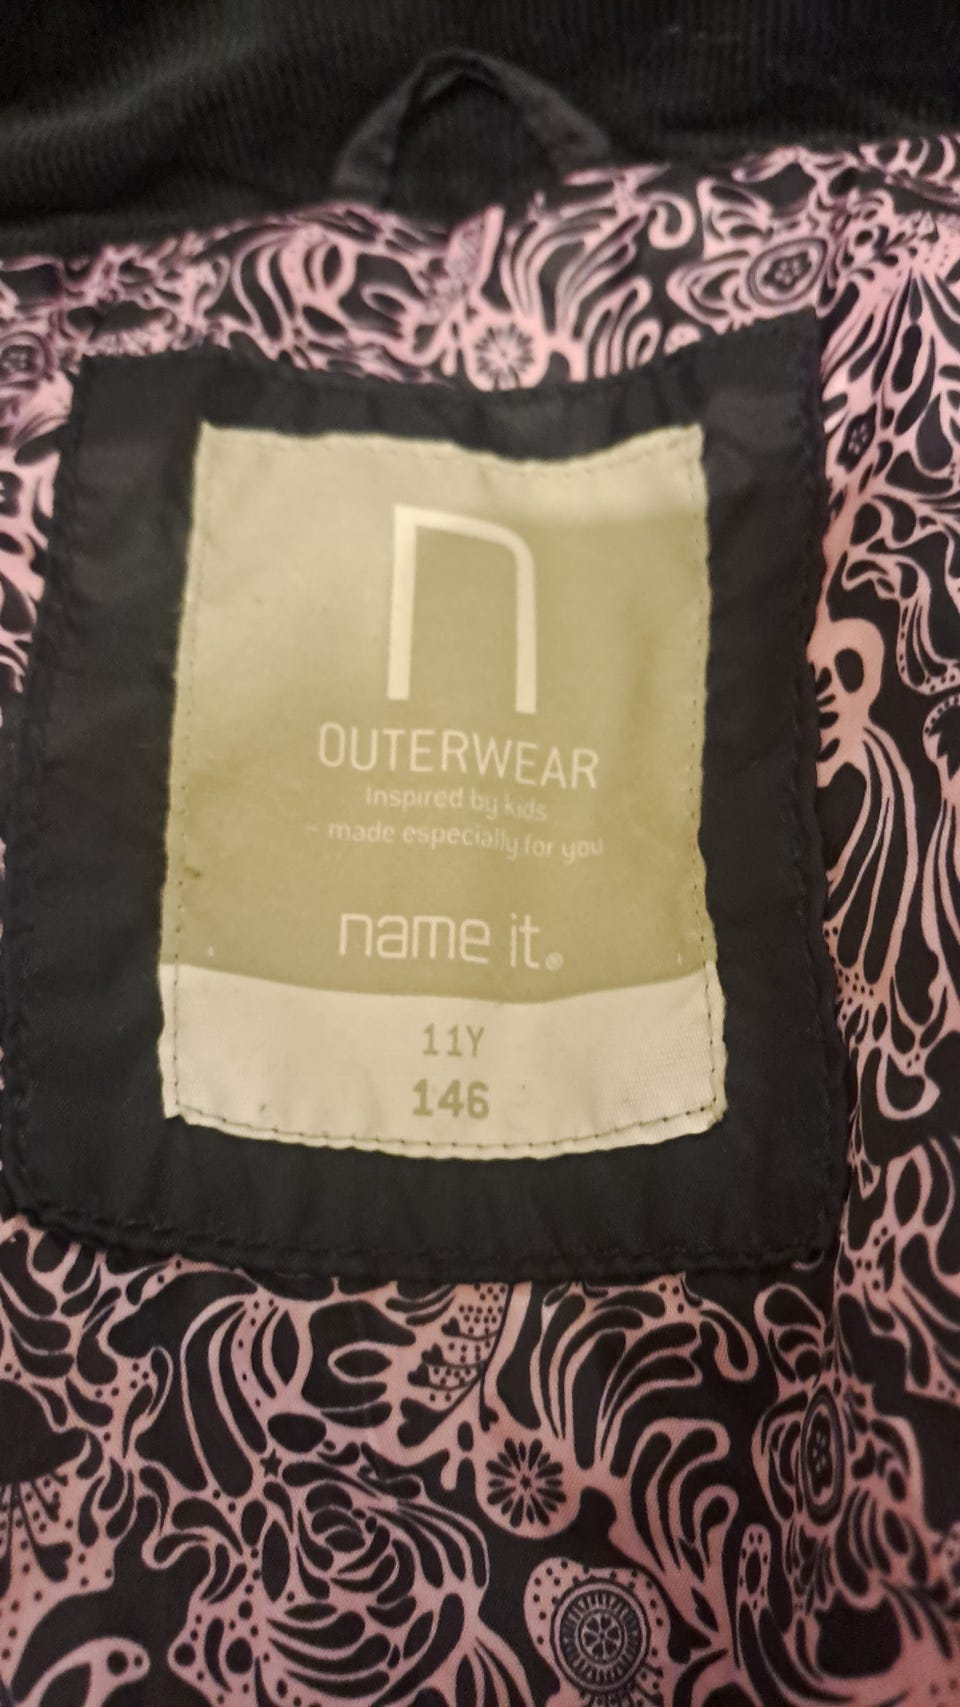 n
OUTERWEAR
Inspired by kids
- made especially for you
name it.®
11Y
146